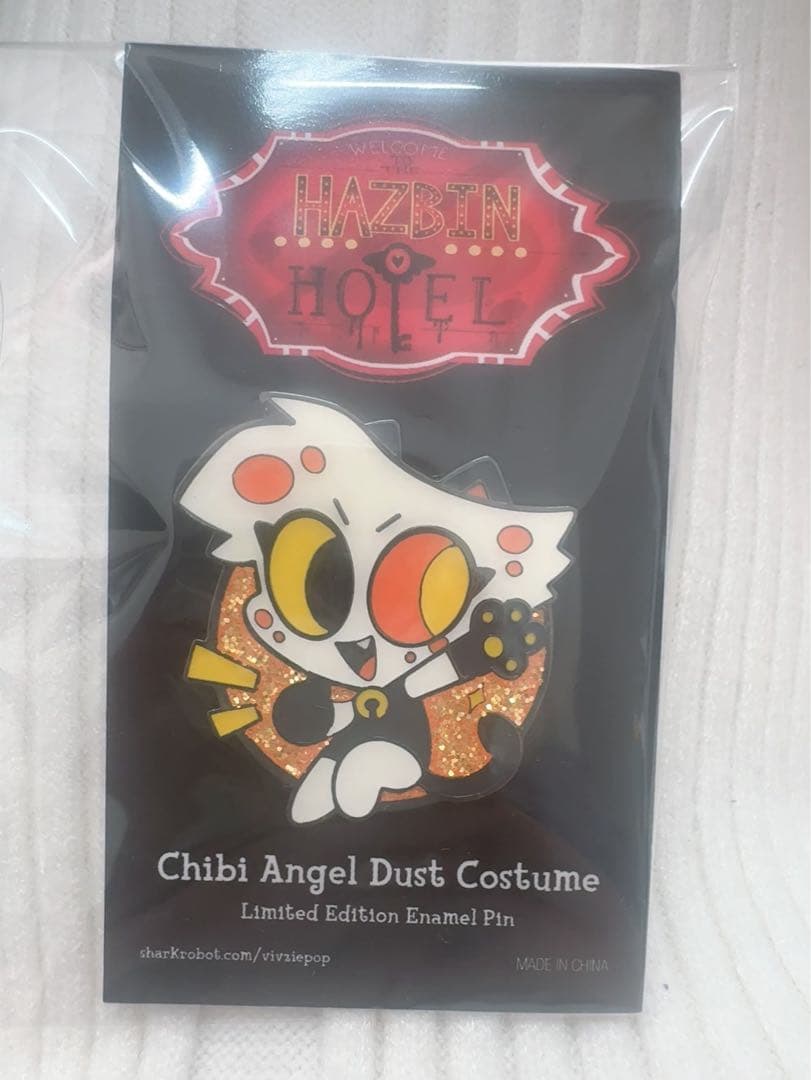 WELCOME
TO
THE
HAZBIN
HOTEL
Chibi Angel Dust Costume
Limited Edition Enamel Pin
sharkrobot.com/vivziepop
MADE IN CHINA